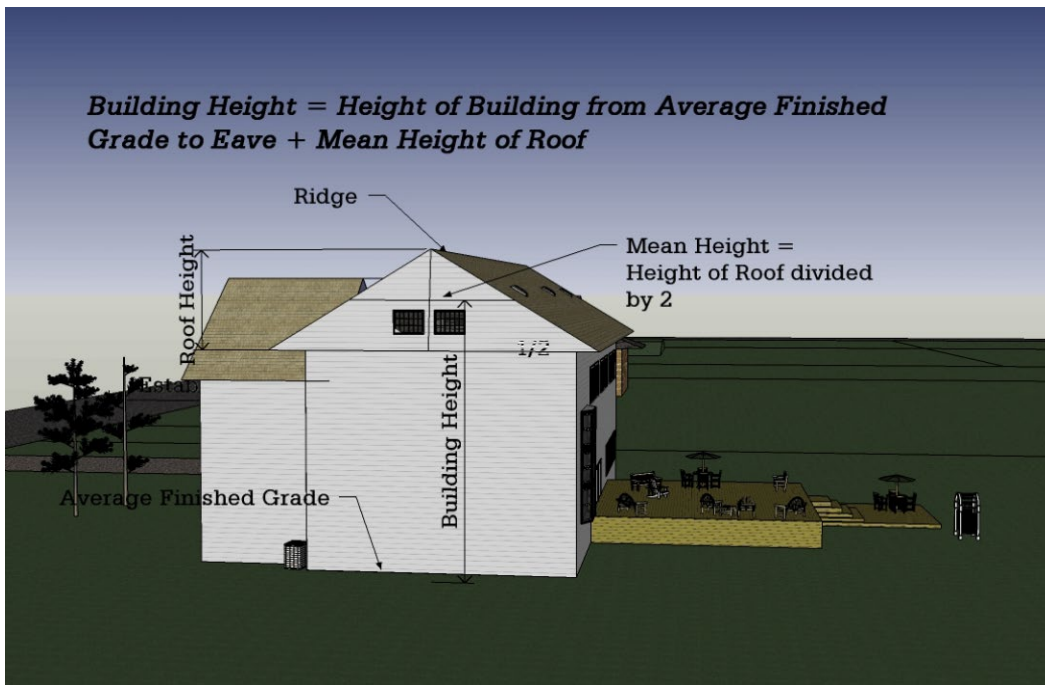 Building Height = Height of Building from Average Finished
Grade to Eave + Mean Height of Roof
Ridge
Mean Height =
Height of Roof divided
by 2
Roof Height
1/2
Estab
Building Height
Average Finished Grade